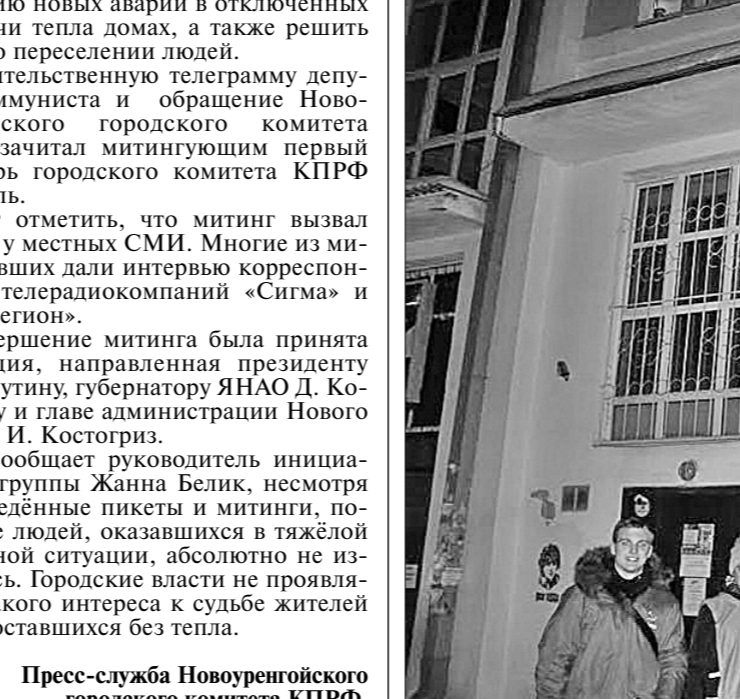 ию новых аварий в отключенных
чи тепла домах, а также решить
о переселении людей.
ительственную телеграмму депу-
ммуниста и обращение Ново-
ского городского комитета
зачитал митингующим первый
рь городского комитета КПРФ
ль.
отметить, что митинг вызвал
у местных СМИ. Многие из ми-
вших дали интервью корреспон-
телерадиокомпаний «Сигма» и
егион».
ершение митинга была принята
ция, направленная президенту
утину, губернатору ЯНАО Д. Ко-
у и главе администрации Нового
И. Костогриз.
ообщает руководитель инициа-
группы Жанна Белик, несмотря
едённые пикеты и митинги, по-
е людей, оказавшихся в тяжёлой
ной ситуации, абсолютно не из-
сь. Городские власти не проявля-
акого интереса к судьбе жителей
оставшихся без тепла.
Пресс-служба Новоуренгойского
городского комитета КПРФ